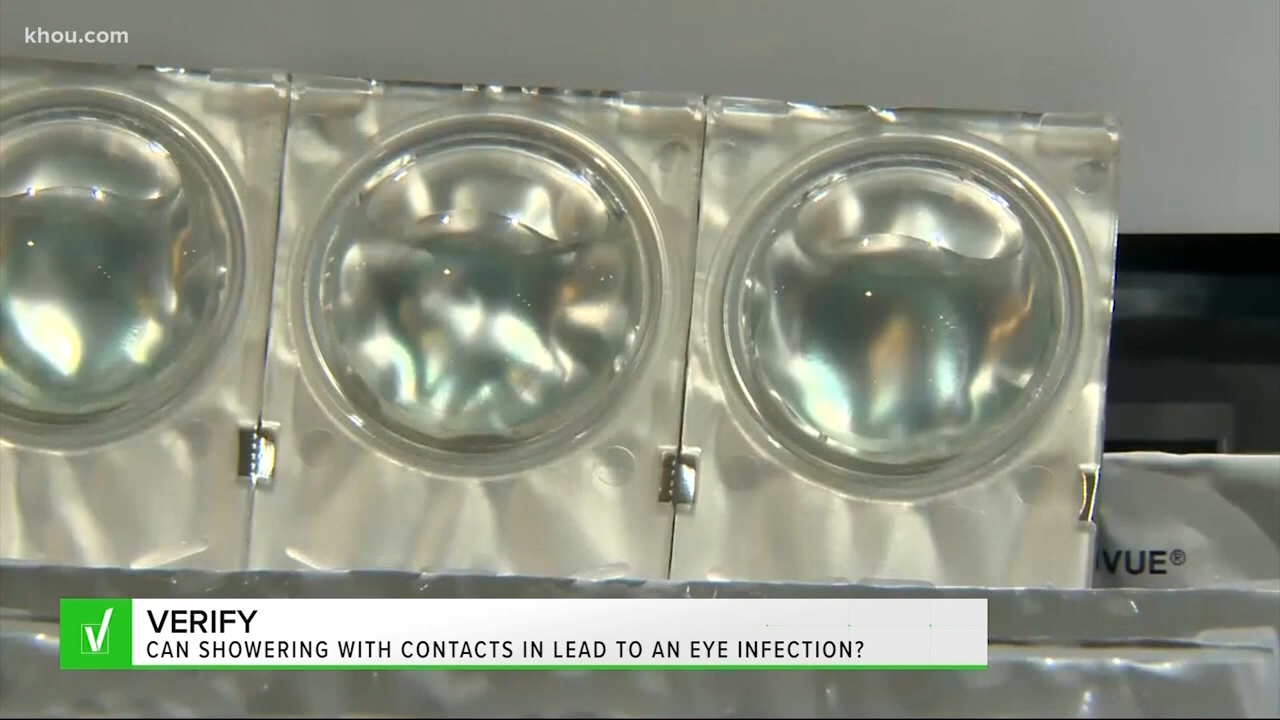 khou.com
VUE®
VERIFY
CAN SHOWERING WITH CONTACTS IN LEAD TO AN EYE INFECTION?